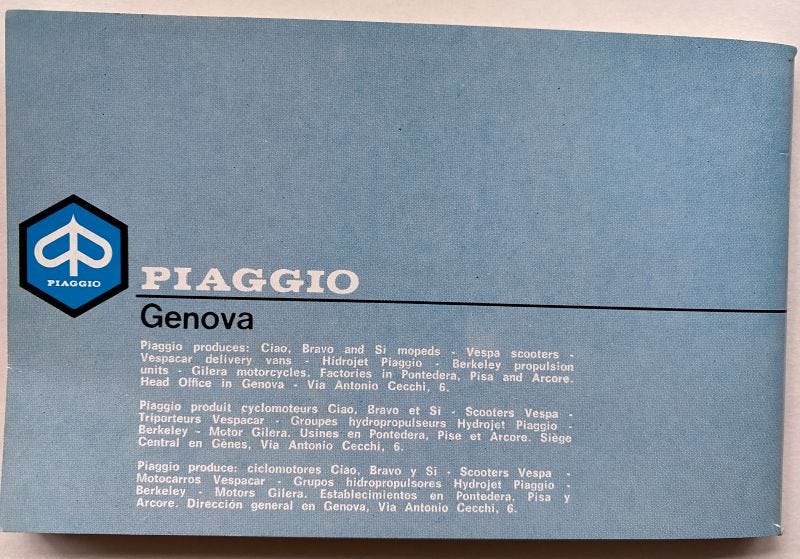 PIAGGIO
PIAGGIO
Genova
Piaggio produces: Ciao, Bravo and Si mopeds - Vespa scooters -
Vespacar delivery vans - Hidrojet Piaggio - Berkeley propulsion
units - Gilera motorcycles. Factories in Pontedera, Pisa and Arcore.
Head Office in Genova - Via Antonio Cecchi, 6.
Piaggio produit cyclomoteurs Ciao, Bravo et Si - Scooters Vespa -
Triporteurs Vespacar - Groupes hydropropulseurs Hydrojet Piaggio -
Berkeley - Motor Gilera. Usines en Pontedera, Pise et Arcore. Siège
Central en Gènes, Via Antonio Cecchi, 6.
Piaggio produce: ciclomotores Ciao, Bravo y Si - Scooters Vespa -
Motocarros Vespacar - Grupos hidropropulsores Hydrojet Piaggio -
Berkeley - Motors Gilera. Establecimientos en Pontedera, Pisa y
Arcore. Dirección general en Genova, Via Antonio Cecchi, 6.